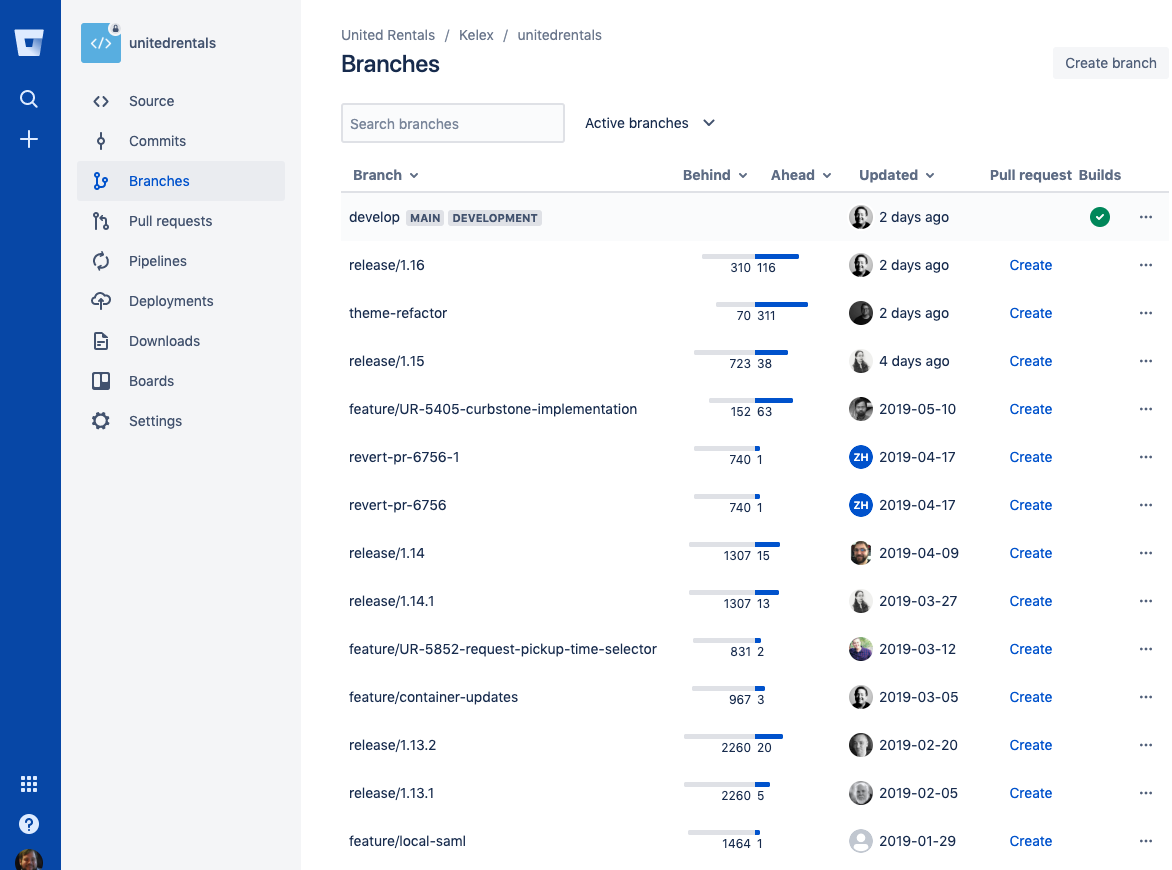 unitedrentals
Source
Commits
Branches
Pull requests
Pipelines
Deployments
Downloads
Boards
Settings
United Rentals / Kelex / unitedrentals
Branches
Create branch
Search branches
Active branches
Branch Behind Ahead Updated Pull request Builds
develop MAIN DEVELOPMENT 2 days ago
release/1.16 310 116 2 days ago Create
theme-refactor 70 311 2 days ago Create
release/1.15 723 38 4 days ago Create
feature/UR-5405-curbstone-implementation 152 63 2019-05-10 Create
revert-pr-6756-1 740 1 ZH 2019-04-17 Create
revert-pr-6756 740 1 ZH 2019-04-17 Create
release/1.14 1307 15 2019-04-09 Create
release/1.14.1 1307 13 2019-03-27 Create
feature/UR-5852-request-pickup-time-selector 831 2 2019-03-12 Create
feature/container-updates 967 3 2019-03-05 Create
release/1.13.2 2260 20 2019-02-20 Create
release/1.13.1 2260 5 2019-02-05 Create
feature/local-saml 1464 1 2019-01-29 Create